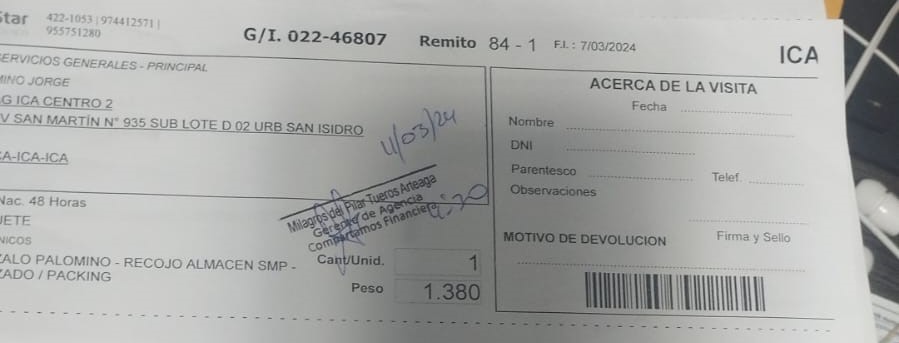 Star 422-1053 | 974412571 |
955751280
G/I. 022-46807 Remito 84 - 1 F.I. : 7/03/2024
ICA
SERVICIOS GENERALES - PRINCIPAL
MINO JORGE
G ICA CENTRO 2
V SAN MARTÍN N° 935 SUB LOTE D 02 URB SAN ISIDRO
CA-ICA-ICA
11/03/24
Milagros del Pilar Tueros Arteaga
Gerente de Agencia
Compartamos Financiera
Nac. 48 Horas
UETE
NICOS
ZALO PALOMINO - RECOJO ALMACEN SMP -
ZADO / PACKING
Cant/Unid. 1
Peso 1.380
ACERCA DE LA VISITA
Fecha
Nombre
DNI
Parentesco Telef.
Observaciones
MOTIVO DE DEVOLUCION Firma y Sello